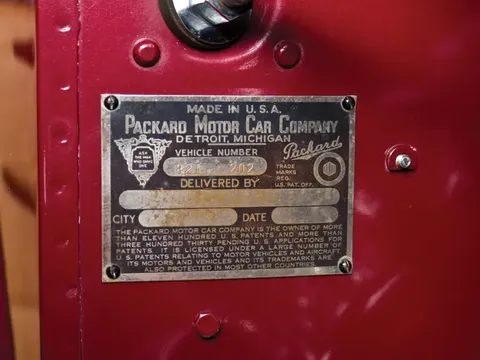 MADE IN U.S.A.
PACKARD MOTOR CAR COMPANY
DETROIT, MICHIGAN
ASK
THE MAN
WHO OWNS
ONE
VEHICLE NUMBER
Packard
TRADE
MARKS
REG.
U.S. PAT. OFF.
DELIVERED BY
CITY
DATE
THE PACKARD MOTOR CAR COMPANY IS THE OWNER OF MORE
THAN ELEVEN HUNDRED U.S. PATENTS AND MORE THAN
THREE HUNDRED THIRTY PENDING U.S. APPLICATIONS FOR
PATENTS. IT IS LICENSED UNDER A LARGE NUMBER OF
U.S. PATENTS RELATING TO MOTOR VEHICLES AND AIRCRAFT
ITS MOTORS AND VEHICLES AND ITS TRADEMARKS ARE
ALSO PROTECTED IN MOST OTHER COUNTRIES